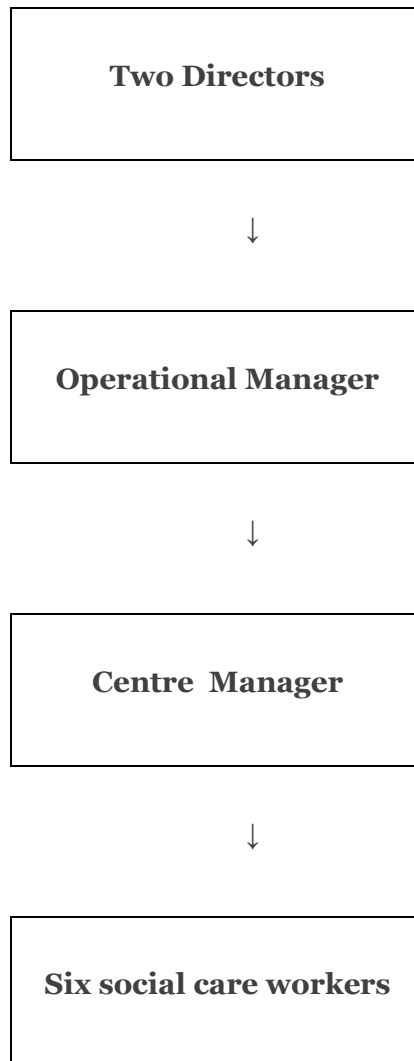 Two Directors
↓
Operational Manager
↓
Centre  Manager
↓
Six social care workers